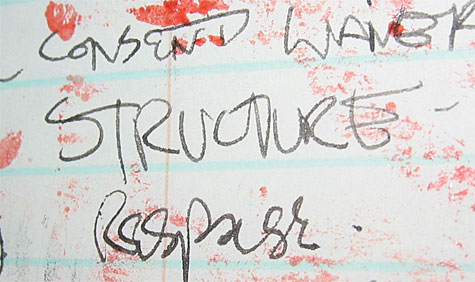 - CONSENT WAIVER
STRUCTURE -
Response.